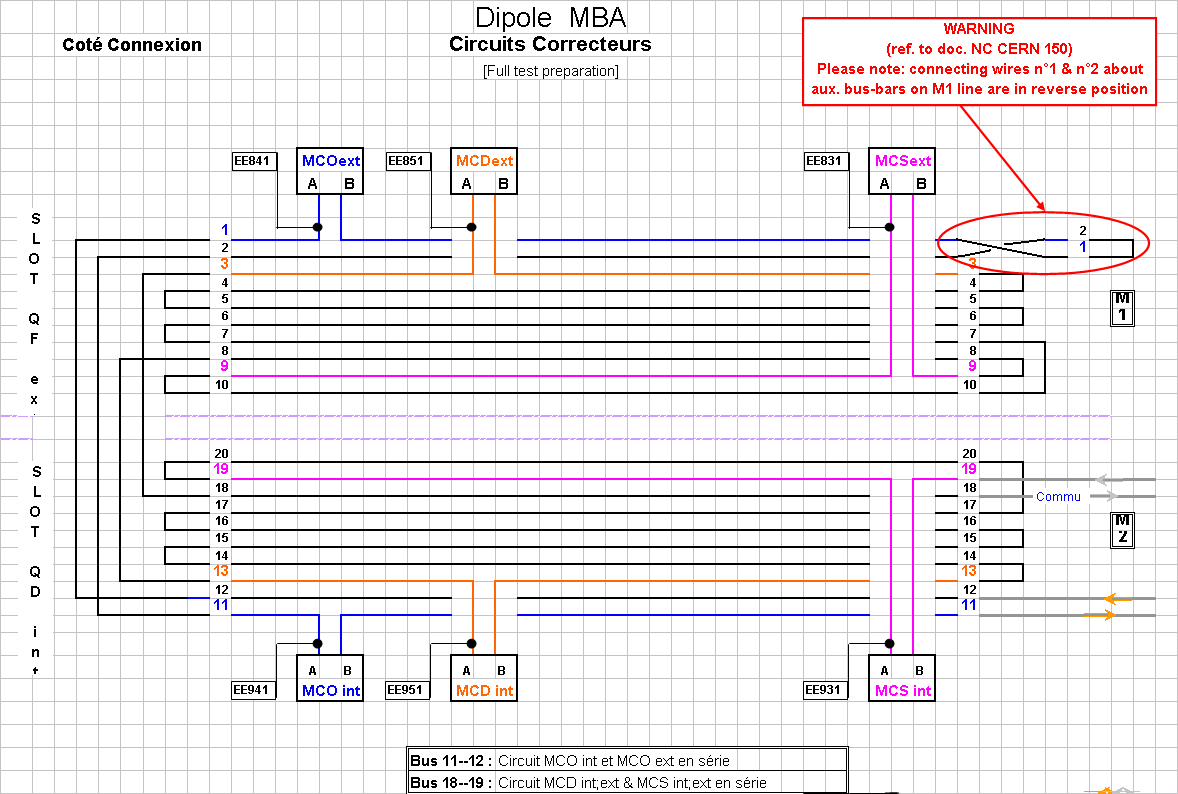 Dipole MBA
Coté Connexion
Circuits Correcteurs
[Full test preparation]
WARNING
(ref. to doc. NC CERN 150)
Please note: connecting wires n°1 & n°2 about
aux. bus-bars on M1 line are in reverse position
EE841
MCOext
A B
EE851
MCDext
A B
EE831
MCSext
A B
SLOT QF ex.
1
2
3
4
5
6
7
8
9
10
2
1
3
4
5
6
7
8
9
10
M1
SLOT QD int
20
19
18
17
16
15
14
13
12
11
20
19
18
17
16
15
14
13
12
11
Commu
M2
EE941
A B
MCO int
EE951
A B
MCD int
EE931
A B
MCS int
Bus 11--12 : Circuit MCO int et MCO ext en série
Bus 18--19 : Circuit MCD int;ext & MCS int;ext en série